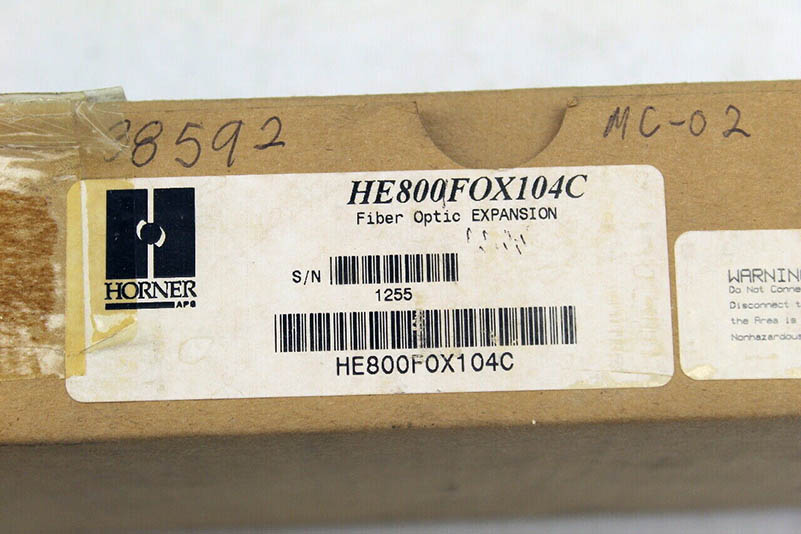 38592
MC-02
HE800FOX104C
Fiber Optic EXPANSION
S/N
1255
HE800FOX104C
HORNER
APG
WARNIN
Do Not Conne
Disconnect t
the Area is
Nonhazardous